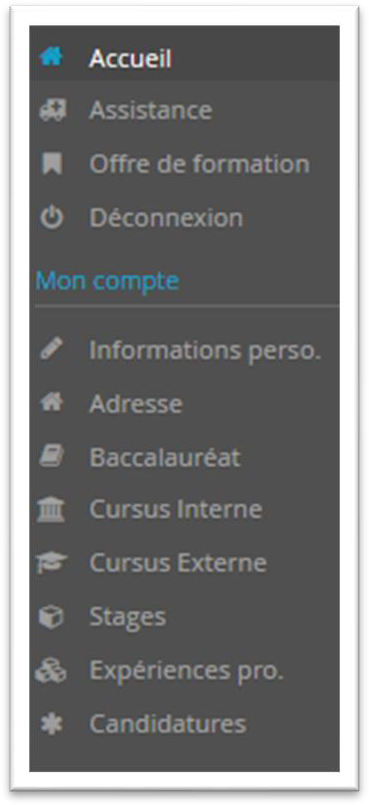 Accueil
Assistance
Offre de formation
Déconnexion
Mon compte
Informations perso.
Adresse
Baccalauréat
Cursus Interne
Cursus Externe
Stages
Expériences pro.
Candidatures